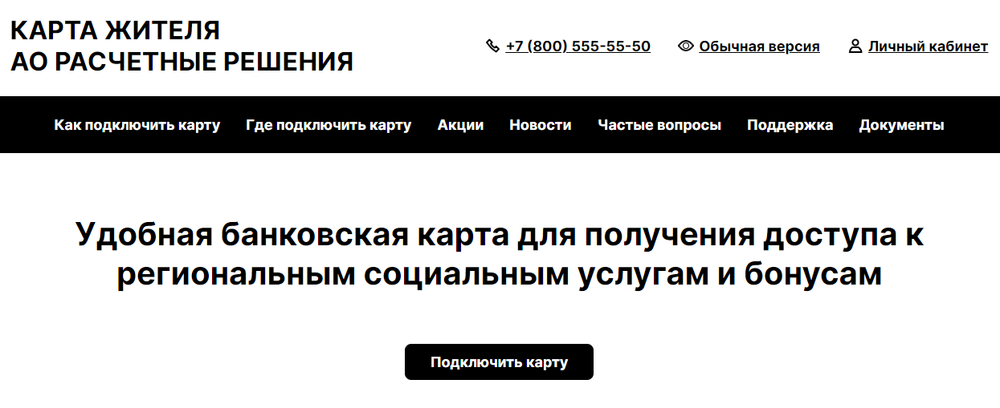 КАРТА ЖИТЕЛЯ
АО РАСЧЕТНЫЕ РЕШЕНИЯ
+7 (800) 555-55-50
Обычная версия
Личный кабинет
Как подключить карту
Где подключить карту
Акции
Новости
Частые вопросы
Поддержка
Документы
Удобная банковская карта для получения доступа к
региональным социальным услугам и бонусам
Подключить карту